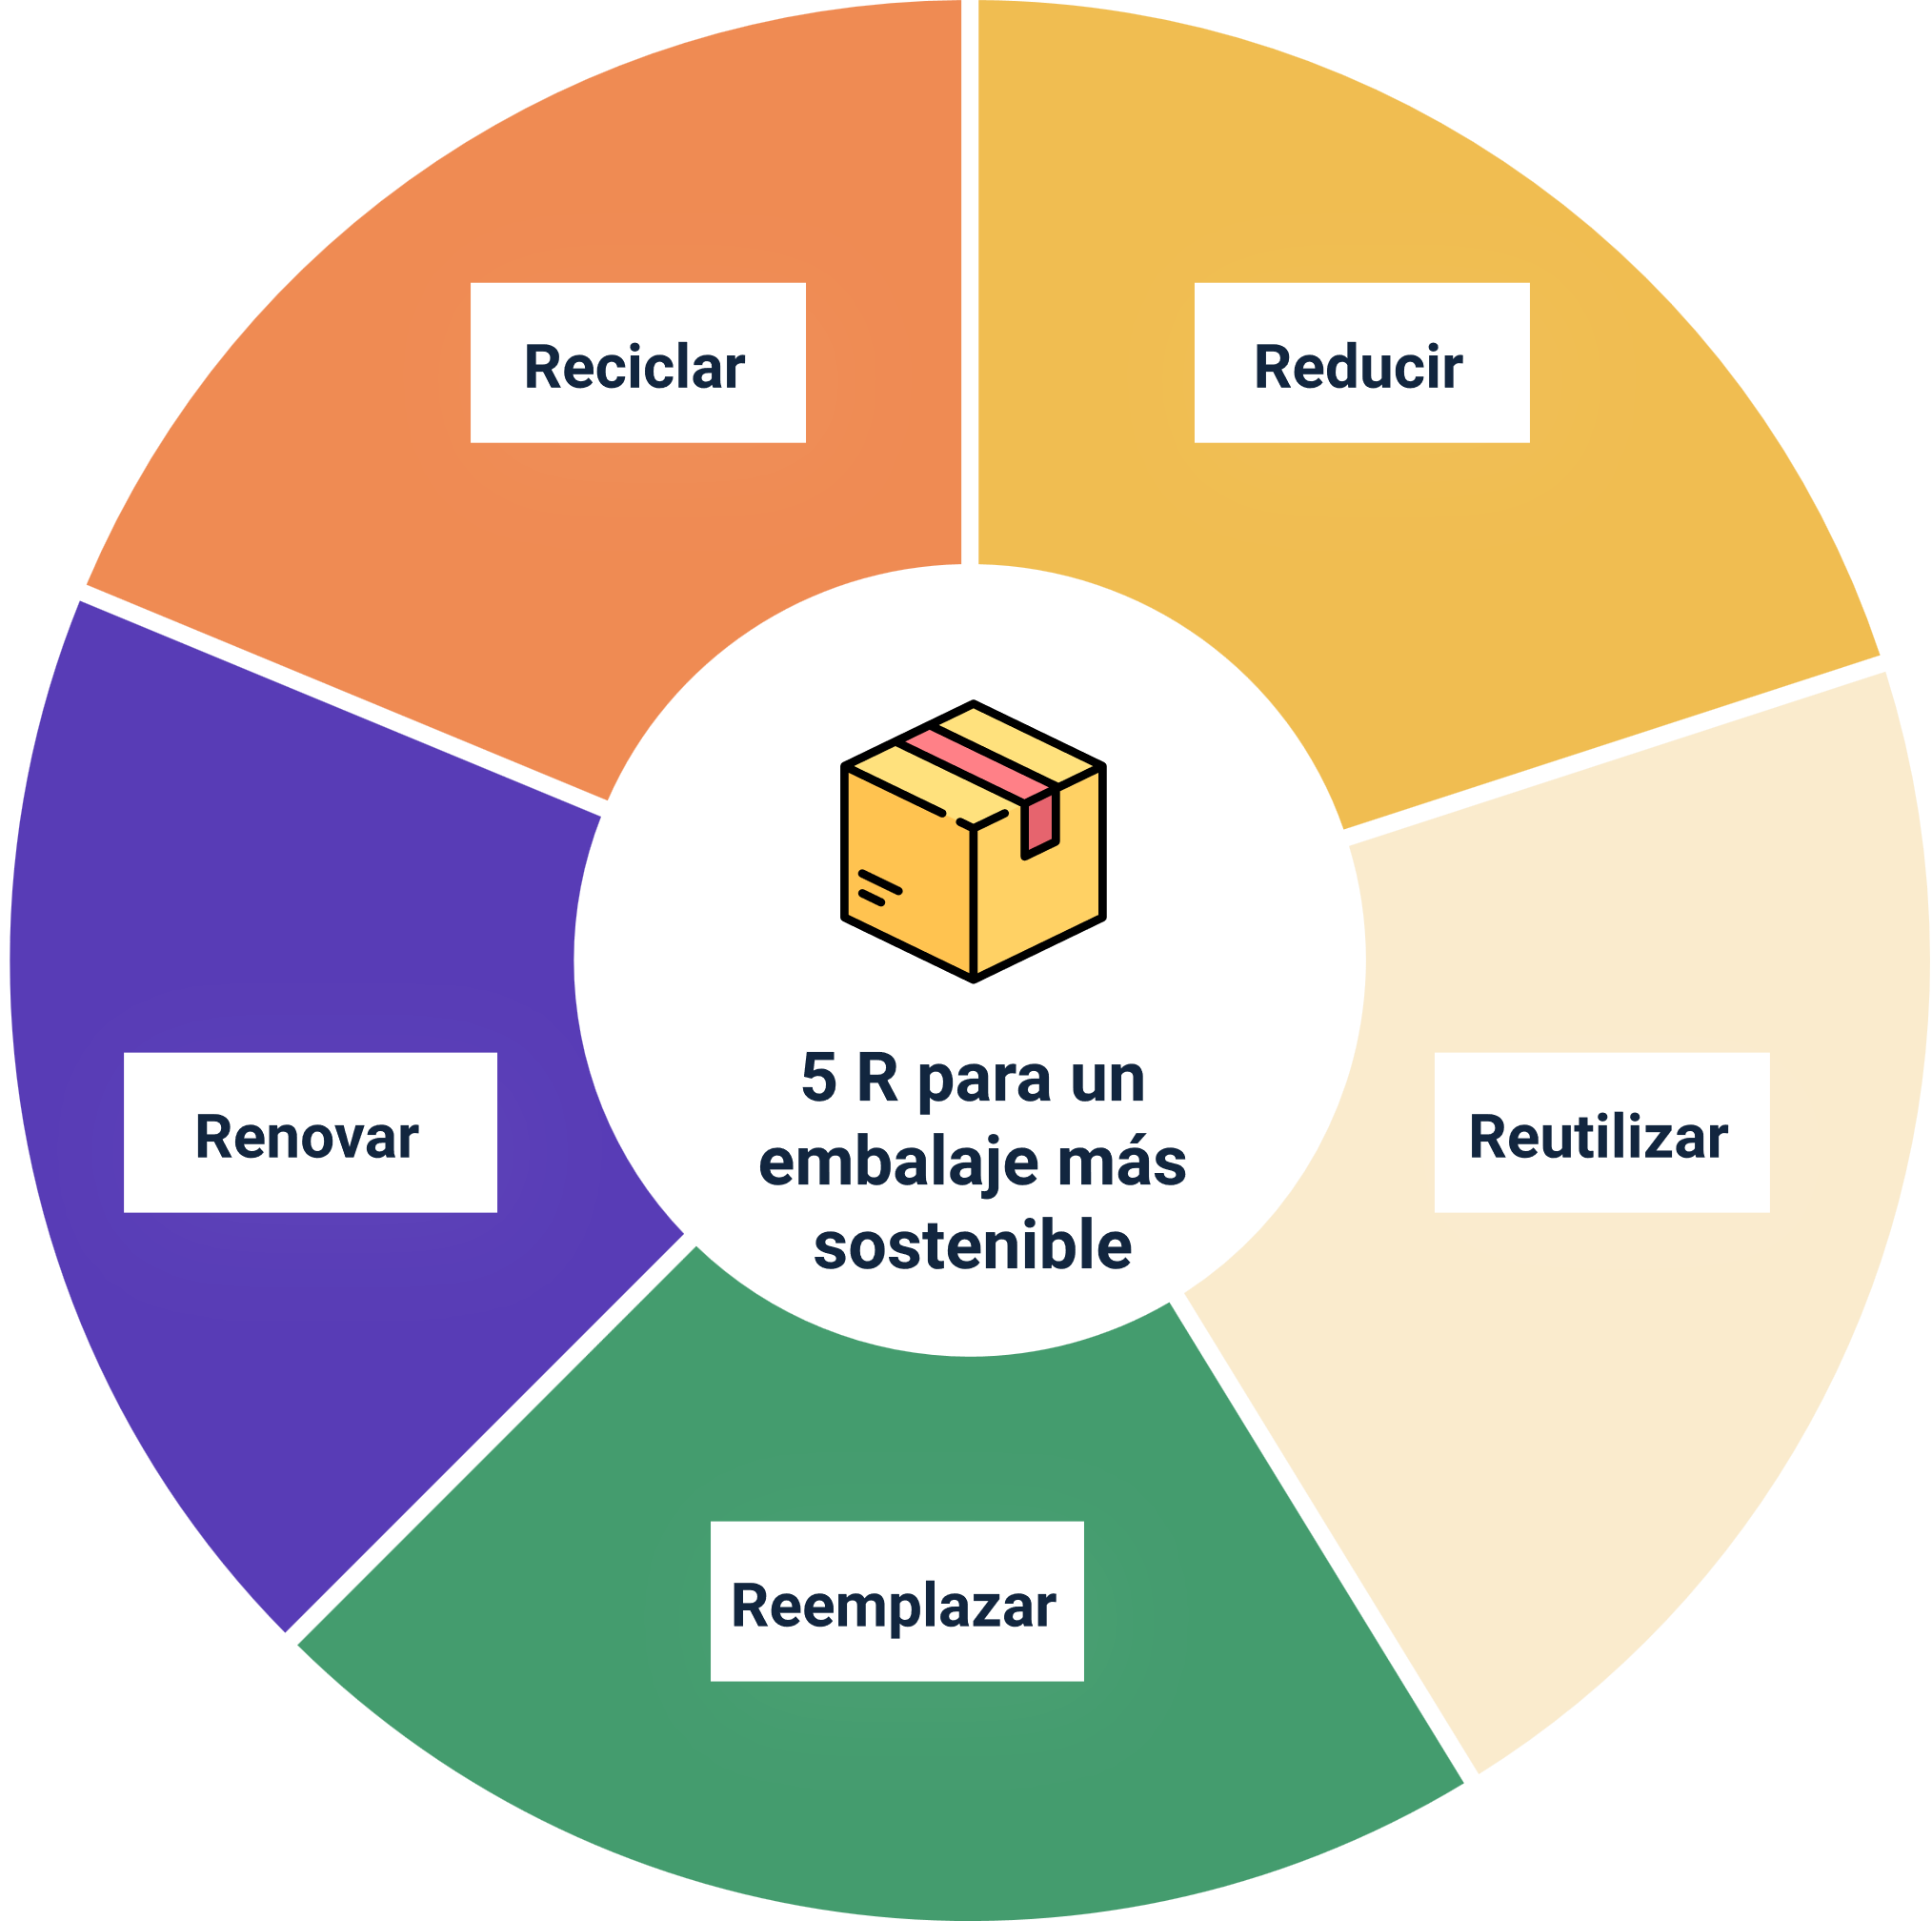 Reciclar
Reducir
Renovar
5 R para un
embalaje más
sostenible
Reutilizar
Reemplazar